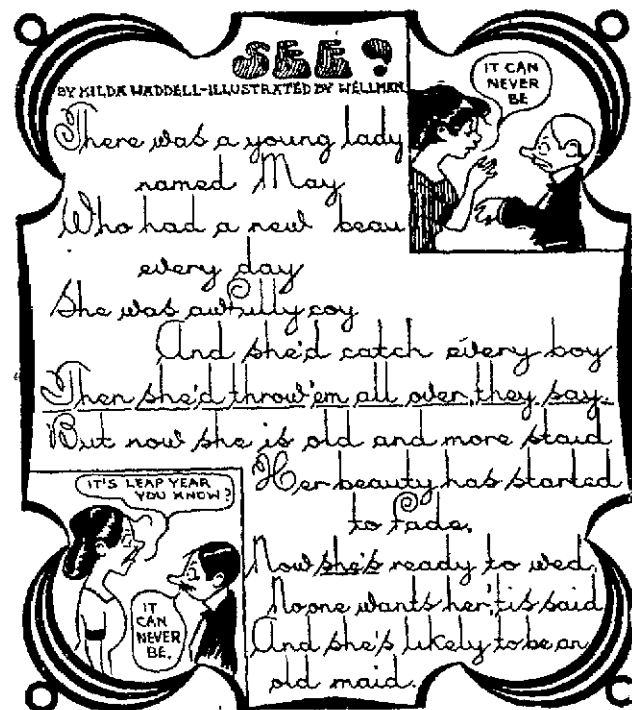 SEE?
BY HILDA WADDELL-ILLUSTRATED BY WELLMAN
IT CAN
NEVER
BE
There was a young lady
named May
Who had a new beau
every day
She was awfully coy
And she'd catch every boy
Then she'd throw 'em all over, they say.
But now she is old and more staid
Her beauty has started
to fade.
Now she's ready to wed,
No one wants her, 'tis said
And she's likely to be an
old maid.
IT'S LEAP YEAR
YOU KNOW?
IT
CAN
NEVER
BE.